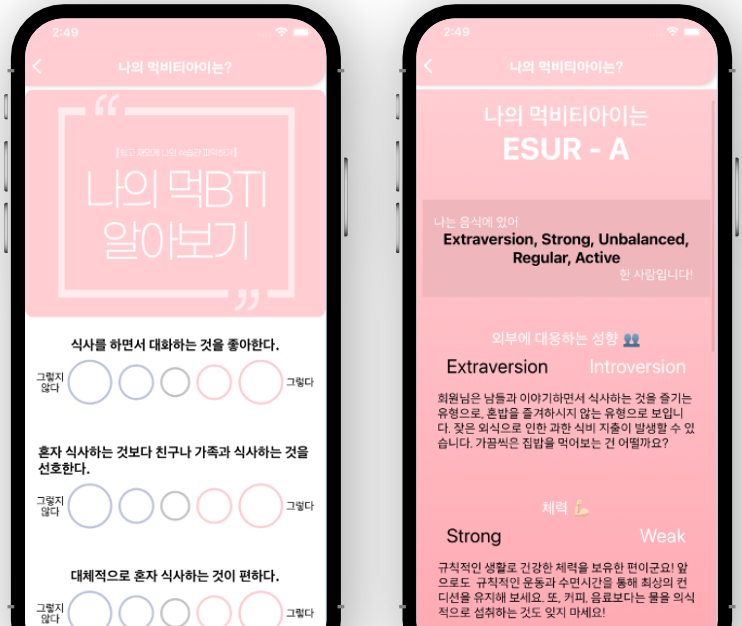 2:49
나의 먹비티아이는?
쉽고 재밌게 나의 식습관 파악하기
나의 먹BTI
알아보기
식사를 하면서 대화하는 것을 좋아한다.
그렇지
않다
그렇다
혼자 식사하는 것보다 친구나 가족과 식사하는 것을
선호한다.
그렇지
않다
그렇다
대체적으로 혼자 식사하는 것이 편하다.
그렇지
않다
그렇다
2:49
나의 먹비티아이는?
나의 먹비티아이는
ESUR - A
나는 음식에 있어
Extraversion, Strong, Unbalanced,
Regular, Active
한 사람입니다!
외부에 대응하는 성향 👥
Extraversion Introversion
회원님은 남들과 이야기하면서 식사하는 것을 즐기는
유형으로, 혼밥을 즐겨하시지 않는 유형으로 보입니
다. 잦은 외식으로 인한 과한 식비 지출이 발생할 수 있
습니다. 가끔씩은 집밥을 먹어보는 건 어떨까요?
체력 💪🏻
Strong Weak
규칙적인 생활로 건강한 체력을 보유한 편이군요! 앞
으로도 규칙적인 운동과 수면시간을 통해 최상의 컨
디션을 유지해 보세요. 또, 커피, 음료보다는 물을 의식
적으로 섭취하는 것도 잊지 마세요!